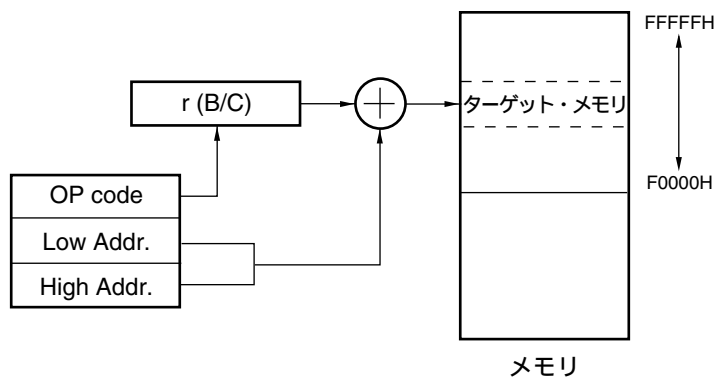 FFFFFH
r (B/C)
ターゲット・メモリ
OP code
F0000H
Low Addr.
High Addr.
メモリ